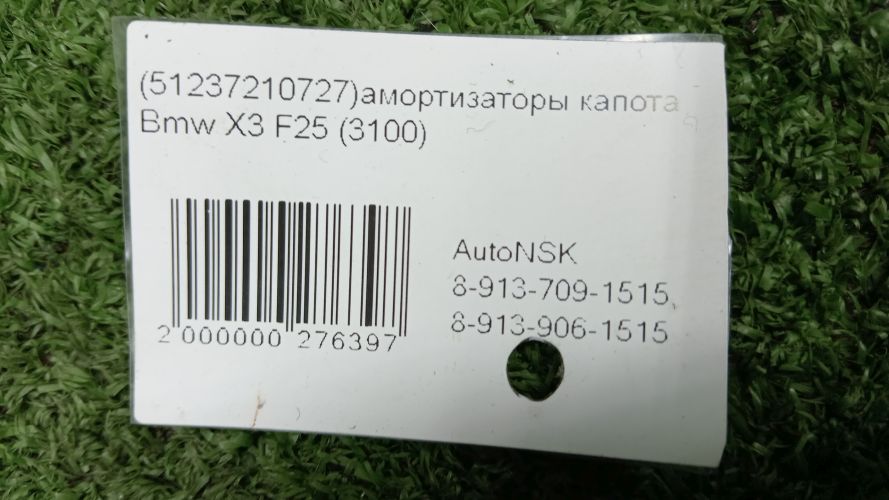 (51237210727)амортизаторы капота
Bmw X3 F25 (3100)
AutoNSK
8-913-709-1515,
8-913-906-1515
2 000000 276397